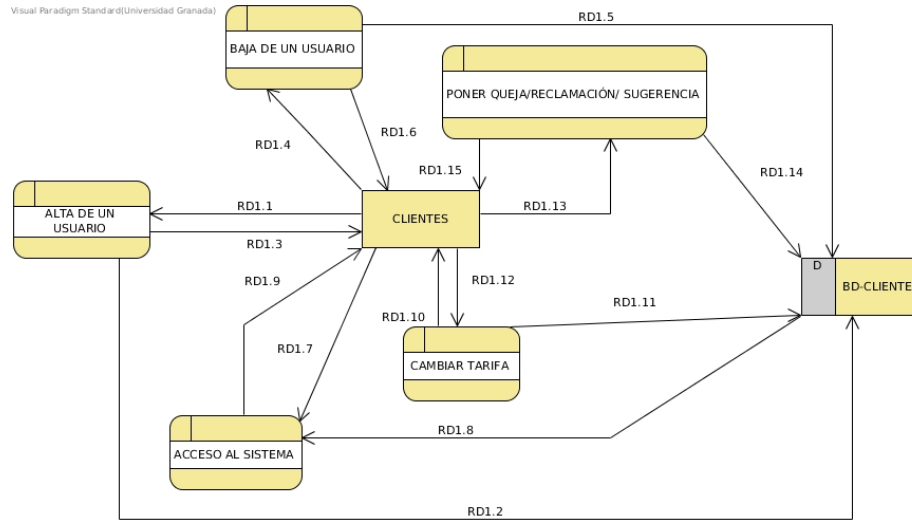 Visual Paradigm Standard(Universidad Granada)
RD1.5
BAJA DE UN USUARIO
PONER QUEJA/RECLAMACIÓN/ SUGERENCIA
RD1.6
RD1.4
RD1.15
RD1.14
RD1.1
RD1.13
ALTA DE UN
USUARIO
CLIENTES
RD1.3
D
RD1.9
RD1.12
BD-CLIENTE
RD1.11
RD1.10
RD1.7
CAMBIAR TARIFA
RD1.8
ACCESO AL SISTEMA
RD1.2